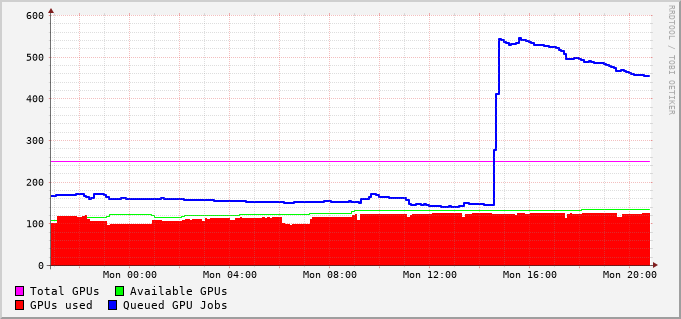 600
500
400
300
200
100
0
Mon 00:00 Mon 04:00 Mon 08:00 Mon 12:00 Mon 16:00 Mon 20:00
Total GPUs Available GPUs
GPUs used Queued GPU Jobs
RRDTOOL / TOBI OETIKER